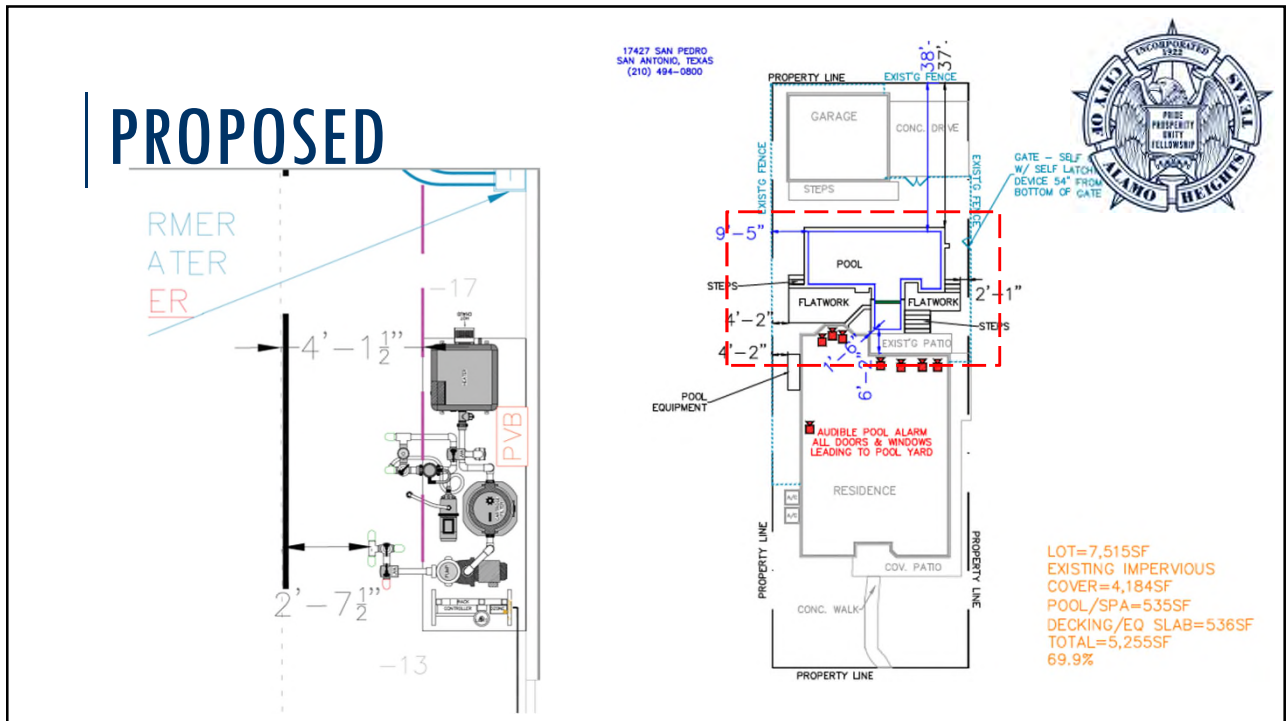 PROPOSED
RMER
ATER
ER
-17
4'-1½"
HEATER
PVB
PUMP
2'-7½"
-13
17427 SAN PEDRO
SAN ANTONIO, TEXAS
(210) 494-0800
38'-
37'-
PROPERTY LINE
EXIST'G FENCE
GARAGE
CONC. DRIVE
STEPS
EXIST'G FENCE
EXIST'G FENCE
GATE - SELF
W/ SELF LATCH
DEVICE 54" FROM
BOTTOM OF GATE
9'-5"
POOL
STEPS
FLATWORK
FLATWORK
2'-1"
4'-2"
STEPS
EXIST'G PATIO
4'-2"
POOL
EQUIPMENT
AUDIBLE POOL ALARM
ALL DOORS & WINDOWS
LEADING TO POOL YARD
RESIDENCE
A/C
A/C
PROPERTY LINE
PROPERTY LINE
COV. PATIO
CONC. WALK
PROPERTY LINE
LOT=7,515SF
EXISTING IMPERVIOUS
COVER=4,184SF
POOL/SPA=535SF
DECKING/EQ SLAB=536SF
TOTAL=5,255SF
69.9%
INCORPORATED
1922
CITY OF
TEXAS
PRIDE
PROSPERITY
UNITY
FELLOWSHIP
ALAMO
HEIGHTS